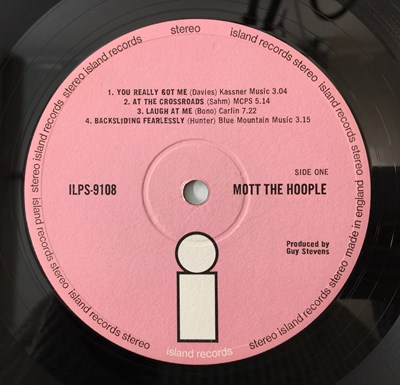 stereo island records stereo island records stereo island records stereo
stereo
island records stereo island records stereo
made in england
stereo island records
island records
1. YOU REALLY GOT ME (Davies) Kassner Music 3.04
2. AT THE CROSSROADS (Sahm) MCPS 5.14
3. LAUGH AT ME (Bono) Carlin 7.22
4. BACKSLIDING FEARLESSLY (Hunter) Blue Mountain Music 3.15
SIDE ONE
ILPS-9108
MOTT THE HOOPLE
Produced by
Guy Stevens